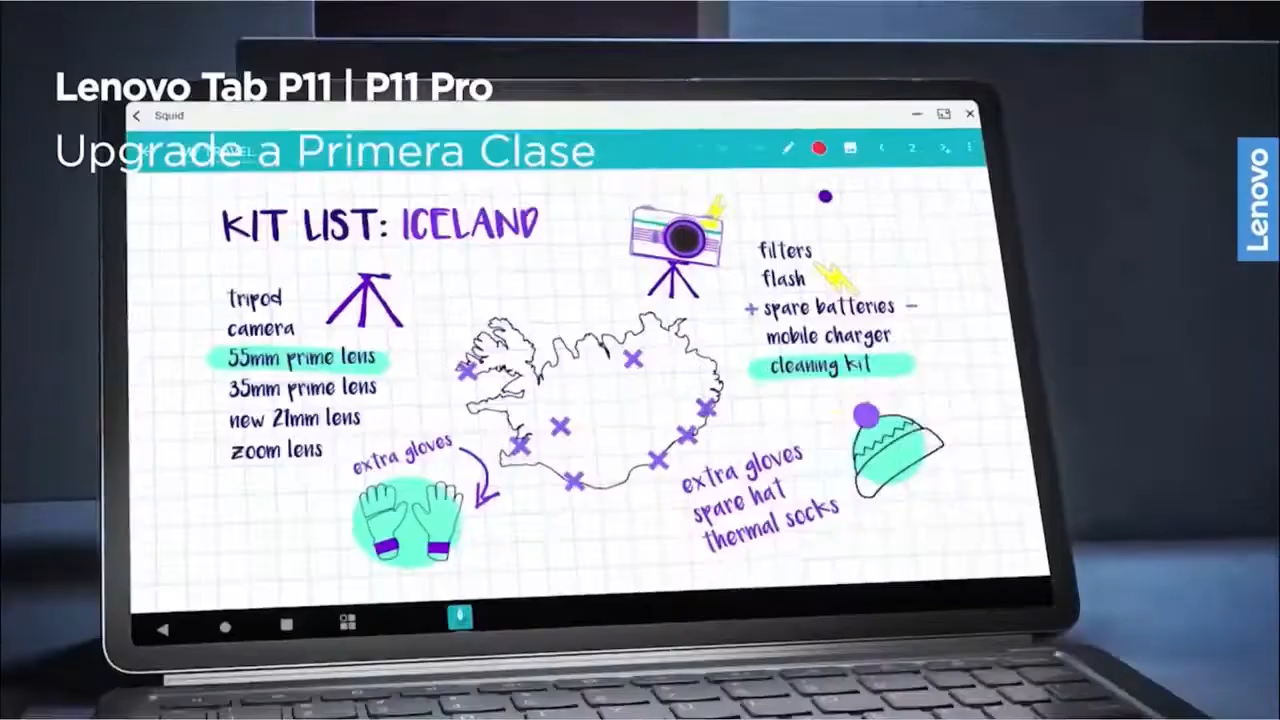 Lenovo Tab P11 | P11 Pro
Squid
Upgrade a Primera Clase
2
Lenovo
KIT LIST: ICELAND
tripod
camera
55mm prime lens
35mm prime lens
new 21mm lens
zoom lens
extra gloves
filters
flash
+ spare batteries -
mobile charger
cleaning kit
extra gloves
spare hat
thermal socks